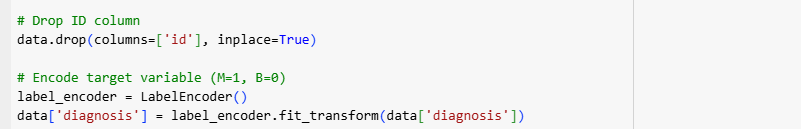 # Drop ID column
data.drop(columns=['id'], inplace=True)
# Encode target variable (M=1, B=0)
label_encoder = LabelEncoder()
data['diagnosis'] = label_encoder.fit_transform(data['diagnosis'])